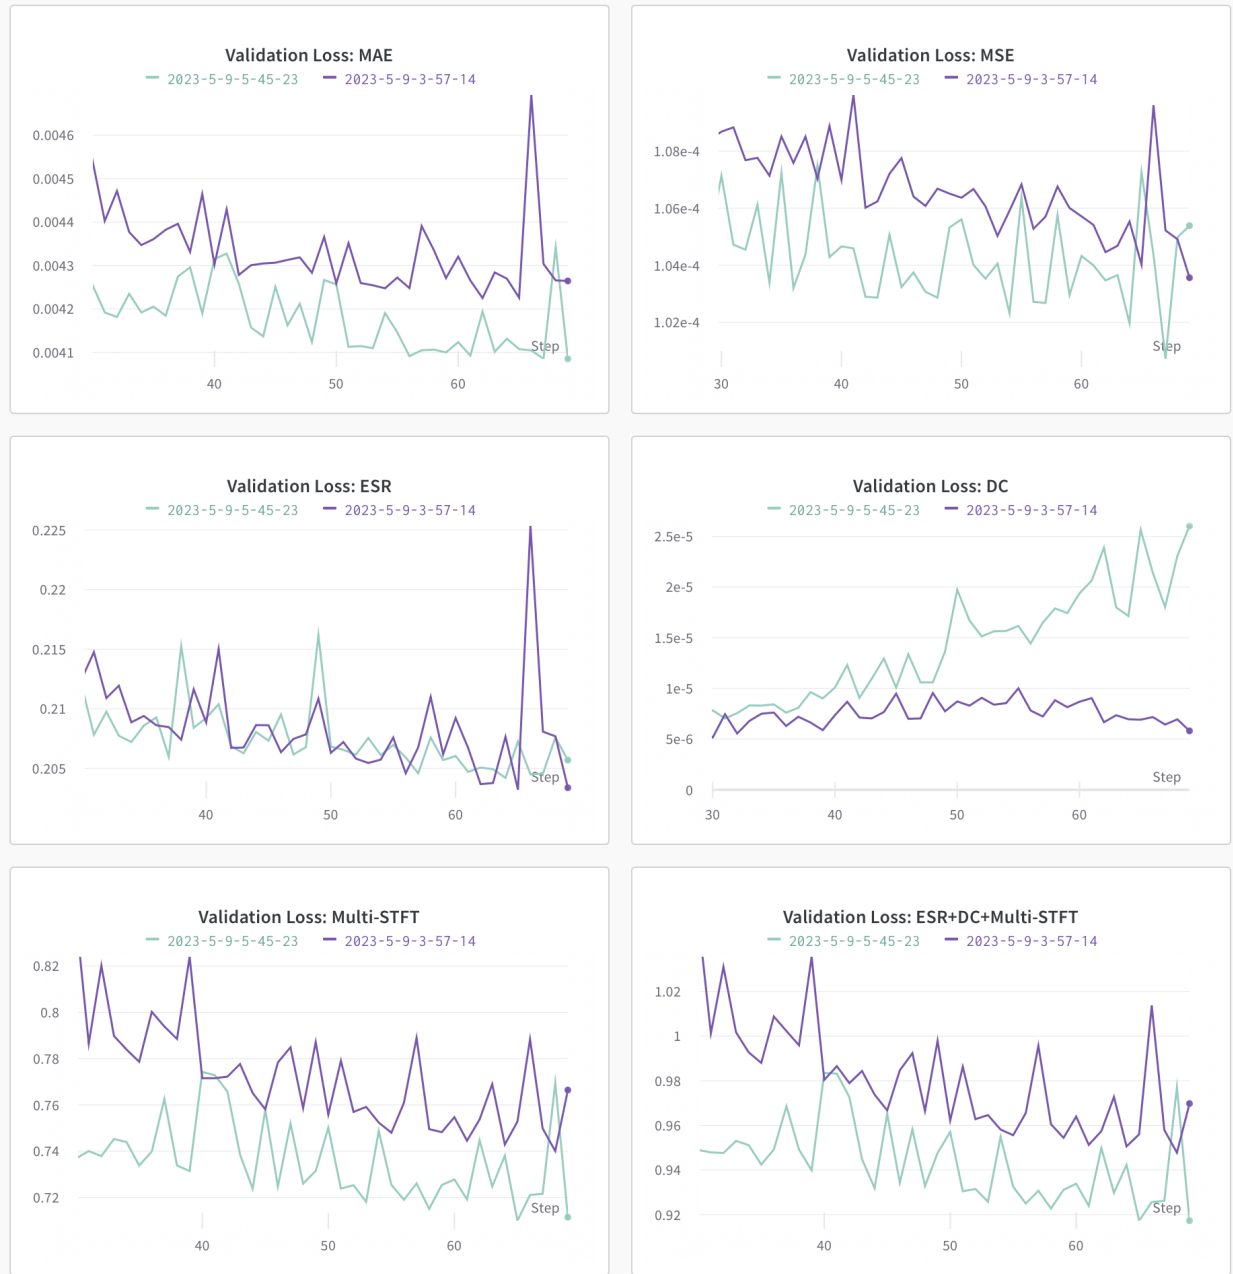 Validation Loss: MAE
2023-5-9-5-45-23 2023-5-9-3-57-14
0.0046
0.0045
0.0044
0.0043
0.0042
0.0041
Step
40 50 60
Validation Loss: MSE
2023-5-9-5-45-23 2023-5-9-3-57-14
1.08e-4
1.06e-4
1.04e-4
1.02e-4
Step
30 40 50 60
Validation Loss: ESR
2023-5-9-5-45-23 2023-5-9-3-57-14
0.225
0.22
0.215
0.21
0.205
Step
40 50 60
Validation Loss: DC
2023-5-9-5-45-23 2023-5-9-3-57-14
2.5e-5
2e-5
1.5e-5
1e-5
5e-6
0
Step
30 40 50 60
Validation Loss: Multi-STFT
2023-5-9-5-45-23 2023-5-9-3-57-14
0.82
0.8
0.78
0.76
0.74
0.72
Step
40 50 60
Validation Loss: ESR+DC+Multi-STFT
2023-5-9-5-45-23 2023-5-9-3-57-14
1.02
1
0.98
0.96
0.94
0.92
Step
40 50 60